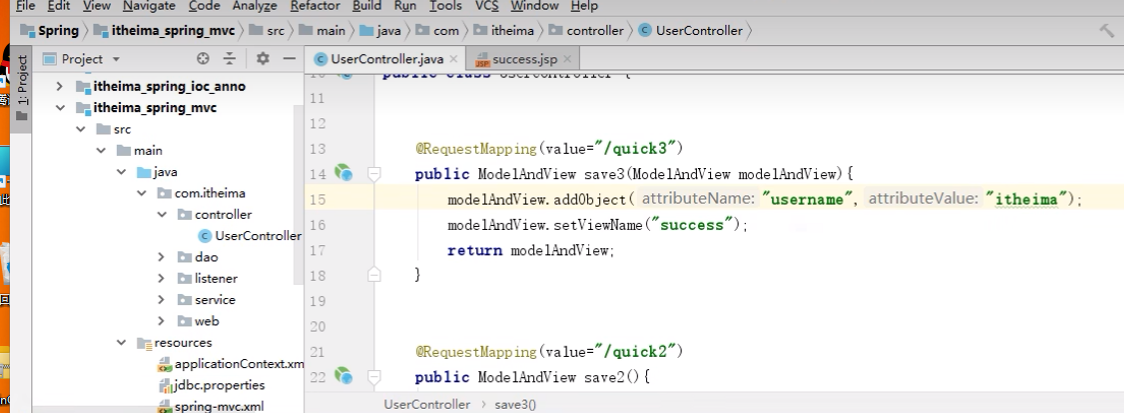 File Edit View Navigate Code Analyze Refactor Build Run Tools VCS Window Help
Spring itheima_spring_mvc src main java com itheima controller UserController
1: Project
Project
UserController.java success.jsp
itheima_spring_ioc_anno
itheima_spring_mvc
src
main
java
com.itheima
controller
UserController
dao
listener
service
web
resources
applicationContext.xm
jdbc.properties
spring-mvc.xml
10 public class UserController {
11
12
13 @RequestMapping(value="/quick3")
14 public ModelAndView save3(ModelAndView modelAndView){
15 modelAndView.addObject( attributeName: "username", attributeValue: "itheima");
16 modelAndView.setViewName("success");
17 return modelAndView;
18 }
19
20
21 @RequestMapping(value="/quick2")
22 public ModelAndView save2(){
UserController › save3()